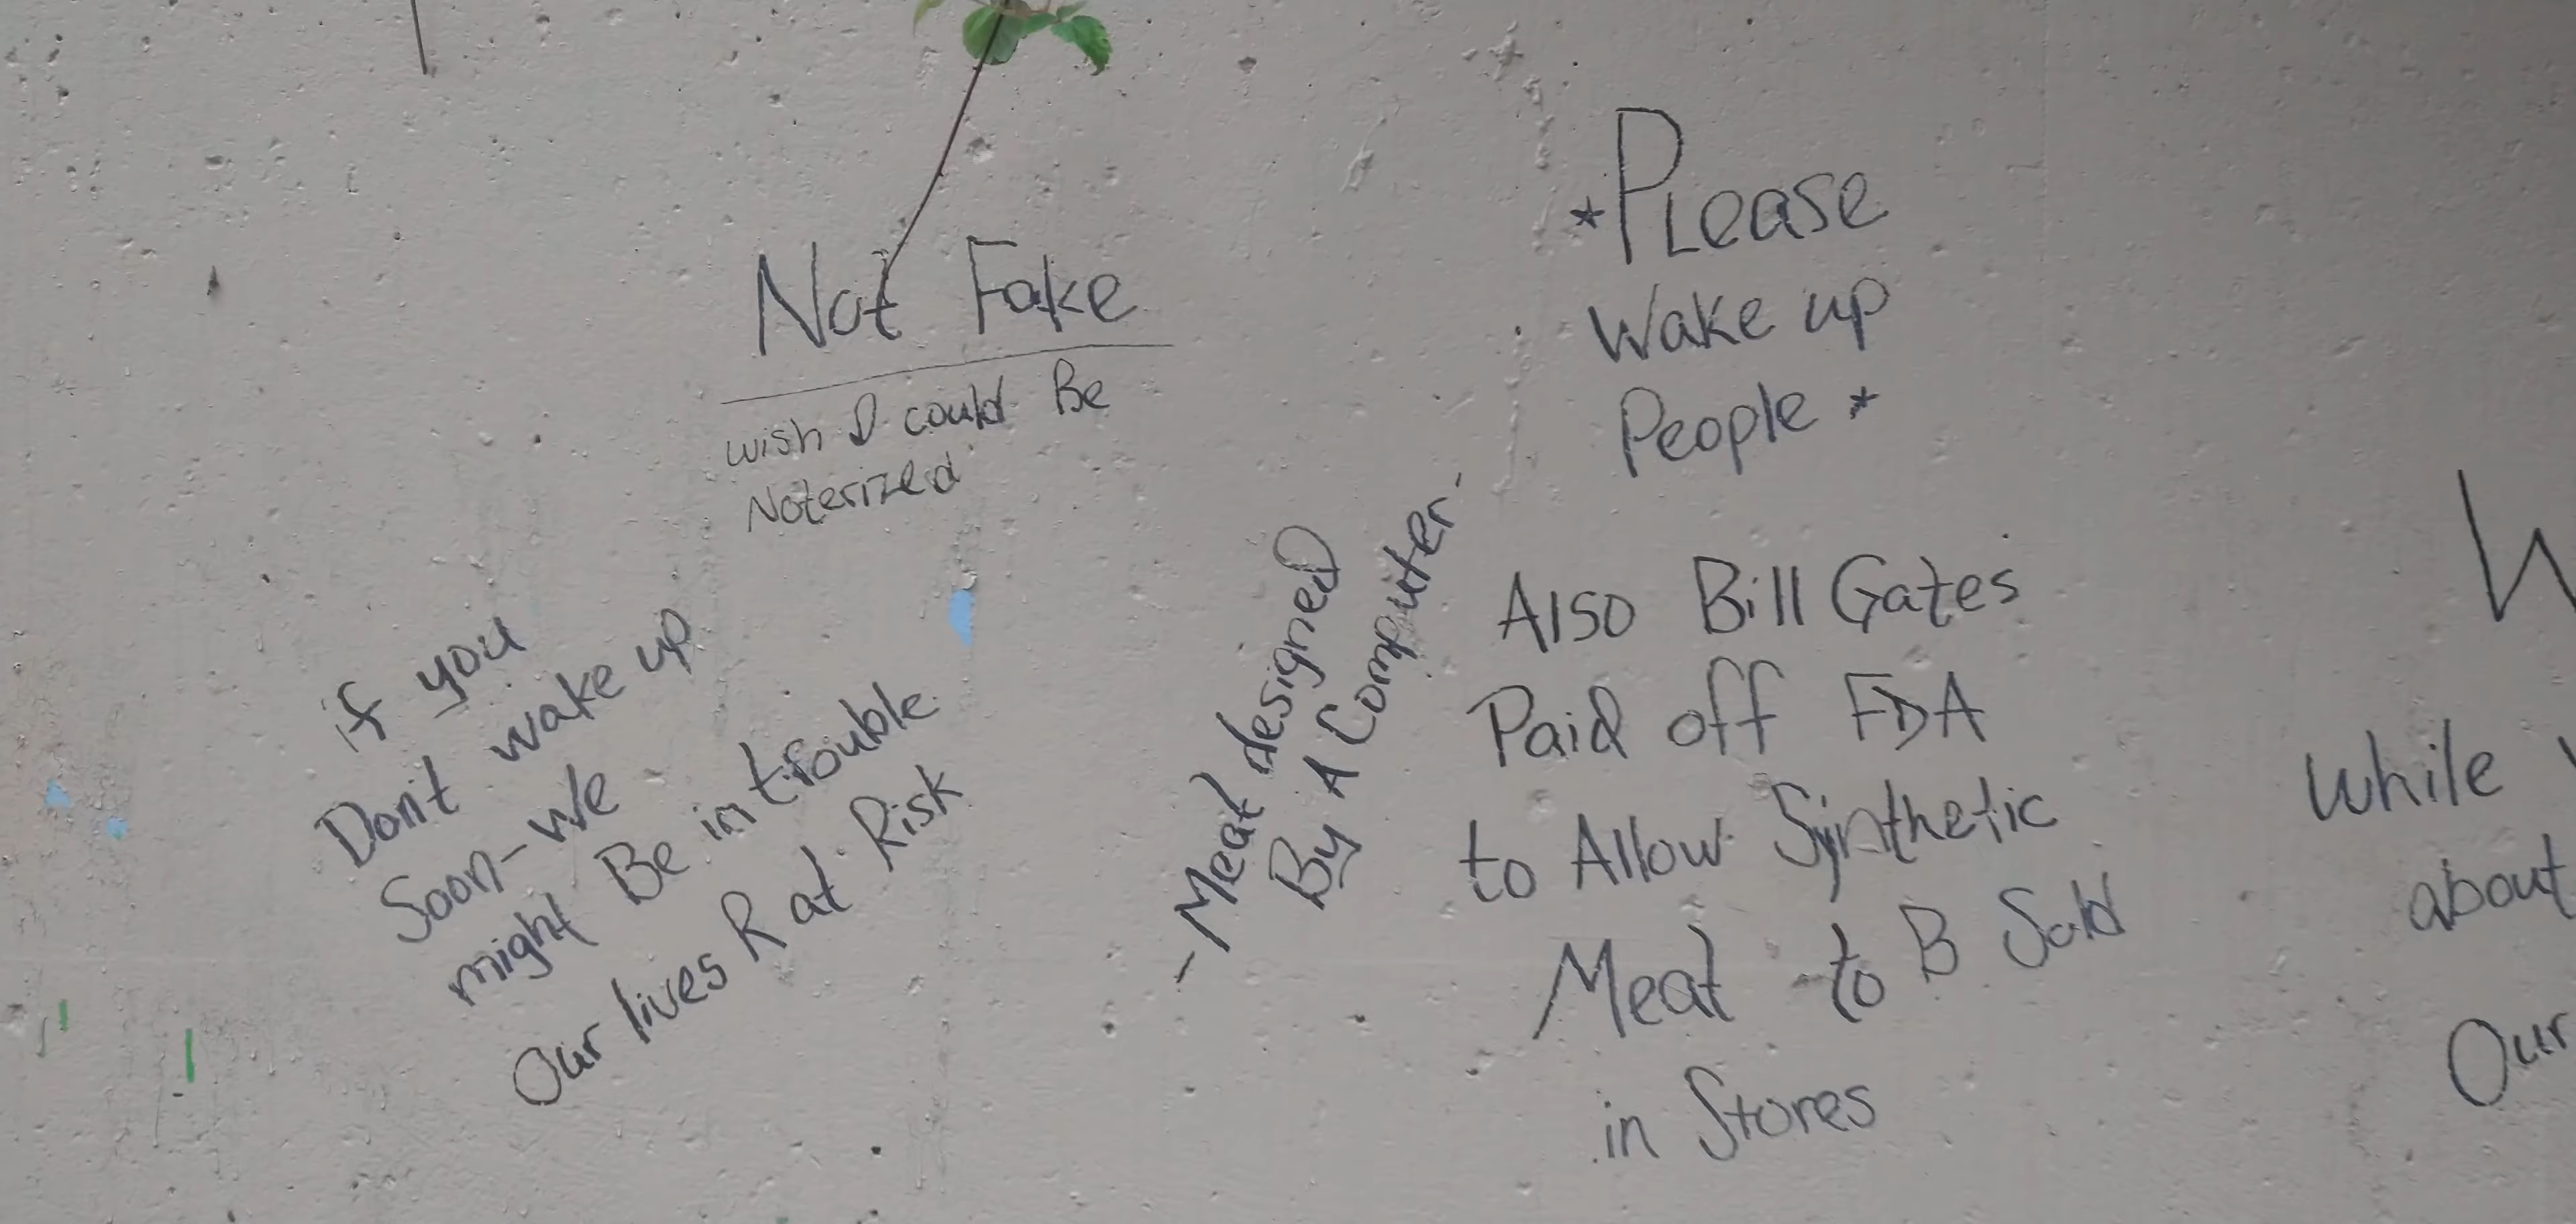 Not Fake
wish I could Be
Noterized
if you
Don't wake up
Soon-We
might Be in trouble
Our lives R at Risk
*Please
Wake up
People*
- Meat designed
By A Computer -
Also Bill Gates
Paid off FDA
to Allow Synthetic
Meat to B Sold
in Stores
While
about
Our